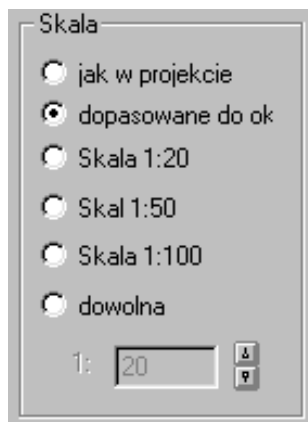 Skala
jak w projekcie
dopasowane do ok
Skala 1:20
Skal 1:50
Skala 1:100
dowolna
1: 20